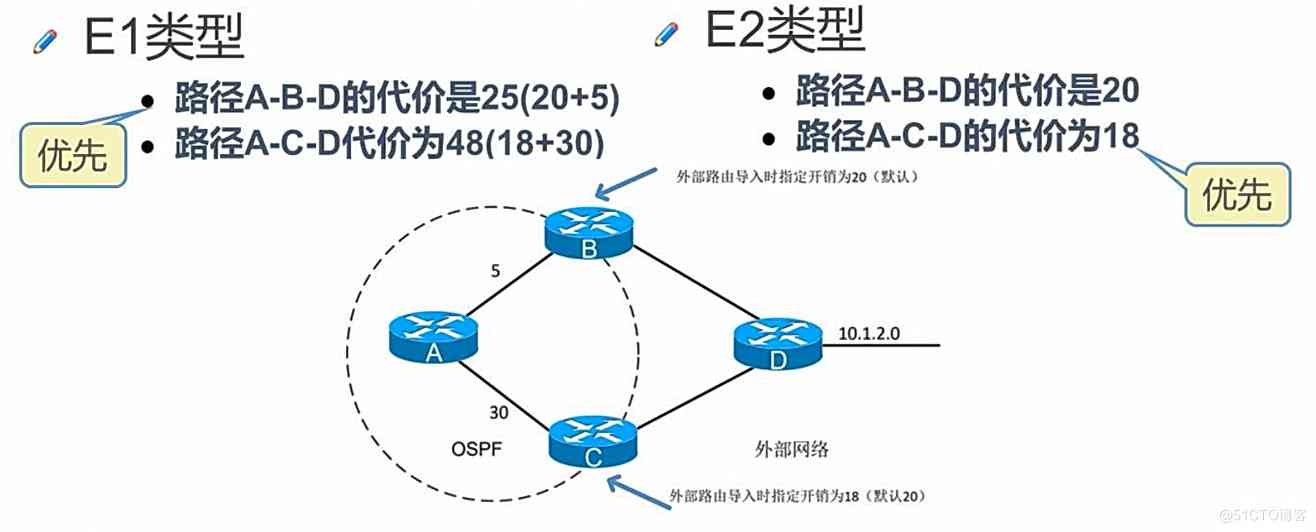 E1类型
路径A-B-D的代价是25(20+5)
路径A-C-D代价为48(18+30)
优先
E2类型
路径A-B-D的代价是20
路径A-C-D的代价为18
优先
外部路由导入时指定开销为20（默认）
B
5
A
D
10.1.2.0
30
OSPF
C
外部网络
外部路由导入时指定开销为18（默认20）
@51CTO博客